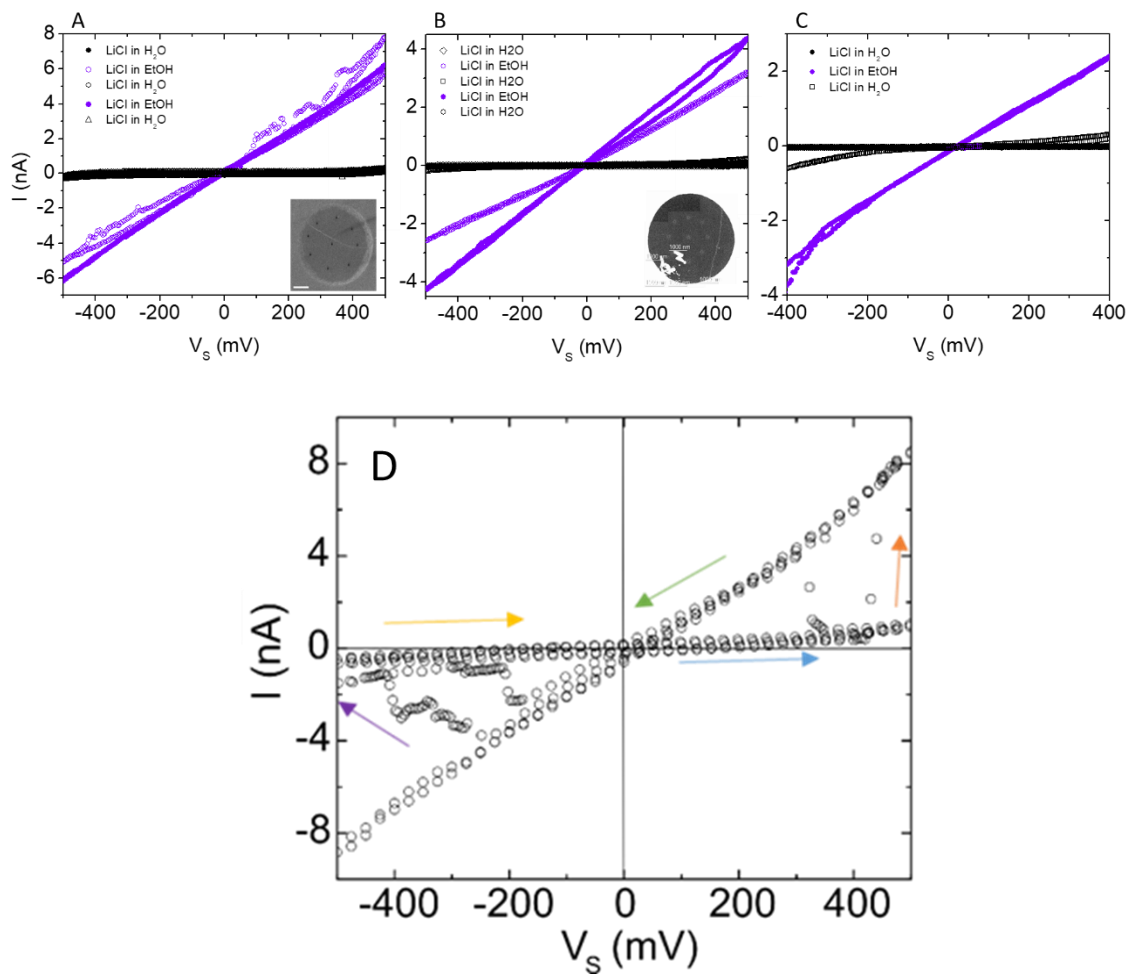 A
8
6
4
2
0
-2
-4
-6
I (nA)
LiCl in H₂O
LiCl in EtOH
LiCl in H₂O
LiCl in EtOH
LiCl in H₂O
-400 -200 0 200 400
V_S (mV)
B
4
2
0
-2
-4
LiCl in H2O
LiCl in EtOH
LiCl in H2O
LiCl in EtOH
LiCl in H2O
1000 nm
-400 -200 0 200 400
V_S (mV)
C
2
0
-2
-4
LiCl in H₂O
LiCl in EtOH
LiCl in H₂O
-400 -200 0 200 400
V_S (mV)
D
8
4
0
-4
-8
I (nA)
-400 -200 0 200 400
V_S (mV)